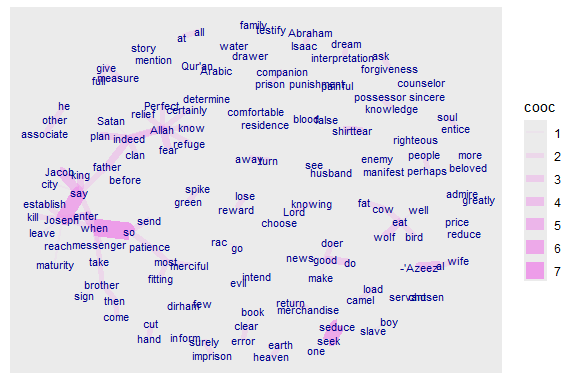 family
testify Abraham
at all
water Isaac dream
story
drawer interpretation ask
mention
give Qur'an Arabic companion forgiveness
full measure
prison punishment painful counselor
possessor sincere
he Perfect determine knowledge
relief certainly comfortable blood false soul
other Satan
associate plan indeed Allah know residence shirt tear entice
refuge righteous
clan fear
away turn enemy people more
father see
Jacob king husband manifest perhaps beloved
city before
say spike lose knowing fat admire
establish green reward cow well greatly
kill Joseph enter Lord
leave when so send choose eat price
reach messenger patience rac doer wolf bird reduce
go
maturity take most merciful news good do -'Azeez al wife
fitting evil intend make
brother load
sign then dirham few return camel servant chosen
come book merchandise
cut clear seduce boy
hand inform surely error earth seek slave
imprison heaven one
cooc
1
2
3
4
5
6
7